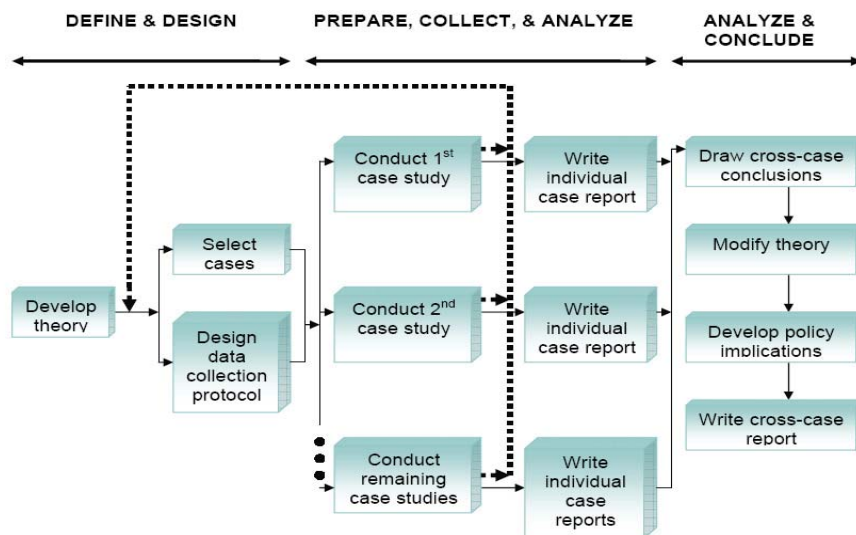 DEFINE & DESIGN
PREPARE, COLLECT, & ANALYZE
ANALYZE &
CONCLUDE
Develop
theory
Select
cases
Design
data
collection
protocol
Conduct 1st
case study
Write
individual
case report
Conduct 2nd
case study
Write
individual
case report
Conduct
remaining
case studies
Write
individual
case
reports
Draw cross-case
conclusions
Modify theory
Develop policy
implications
Write cross-case
report